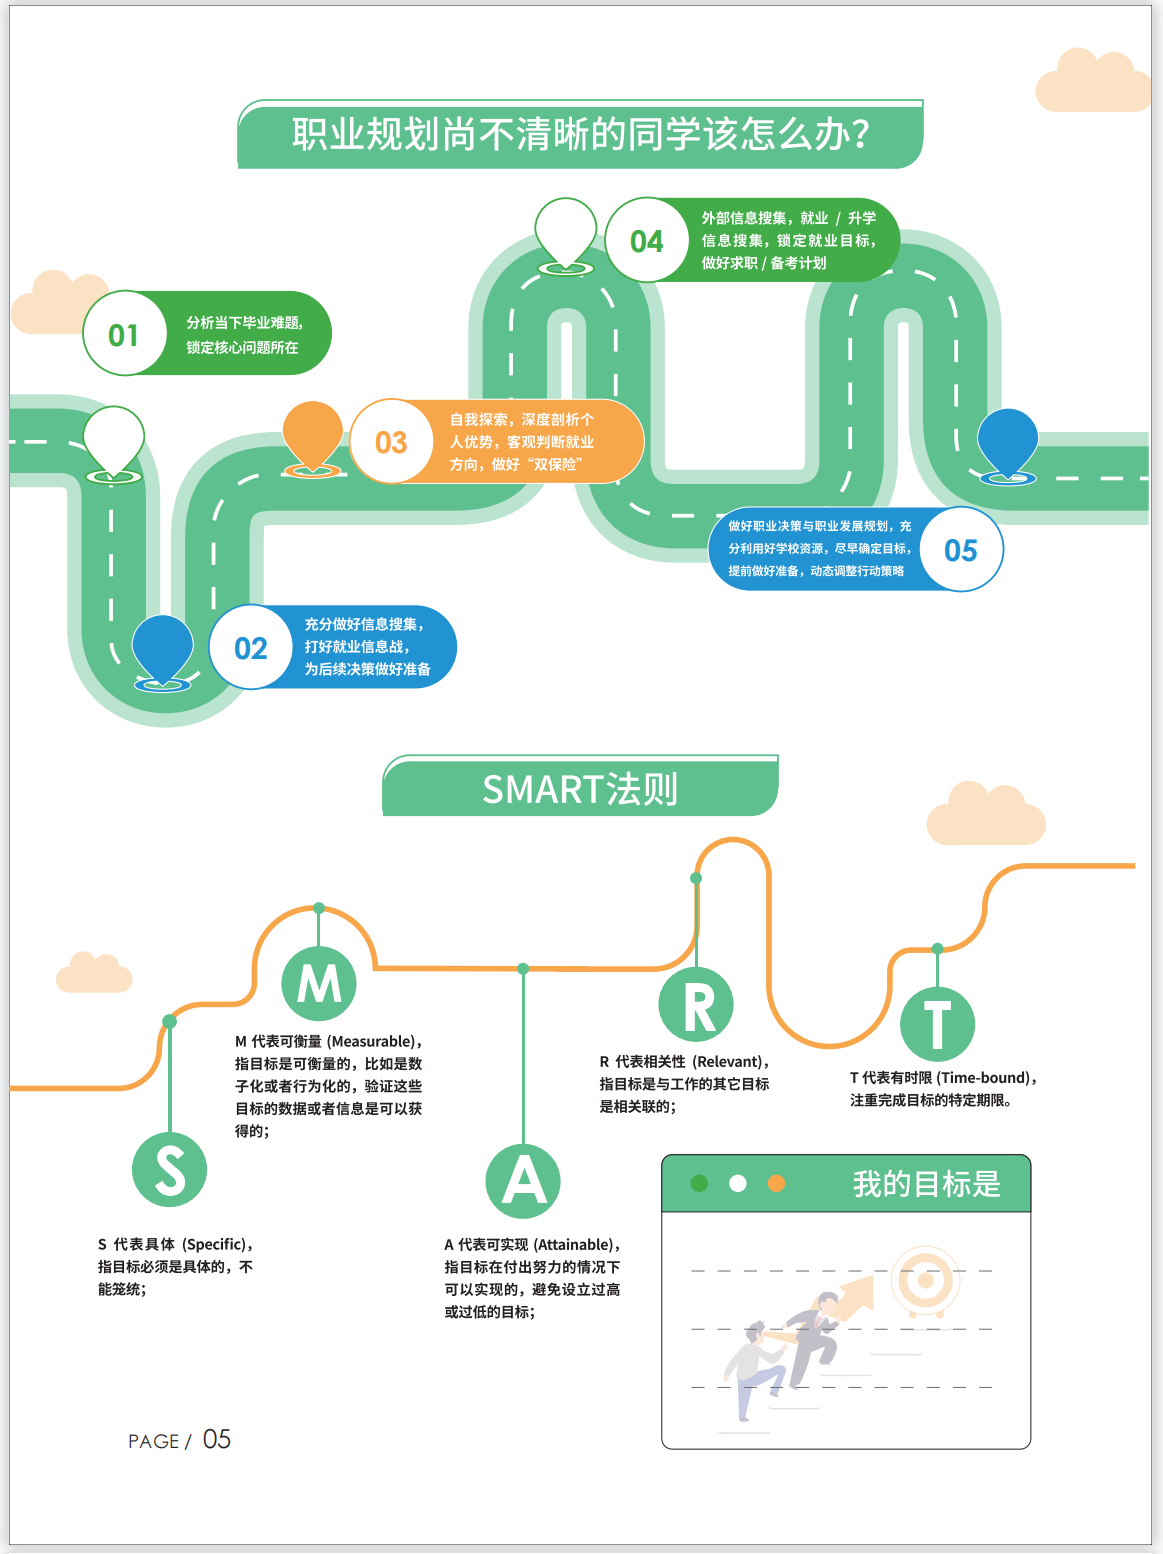 职业规划尚不清晰的同学该怎么办？
01
分析当下毕业难题，
锁定核心问题所在
02
充分做好信息搜集，
打好就业信息战，
为后续决策做好准备
03
自我探索，深度剖析个
人优势，客观判断就业
方向，做好“双保险”
04
外部信息搜集，就业 / 升学
信息搜集，锁定就业目标，
做好求职 / 备考计划
做好职业决策与职业发展规划，充
分利用好学校资源，尽早确定目标，
提前做好准备，动态调整行动策略
05
SMART法则
S
S 代表具体 (Specific)，
指目标必须是具体的，不
能笼统；
M
M 代表可衡量 (Measurable)，
指目标是可衡量的，比如是数
子化或者行为化的，验证这些
目标的数据或者信息是可以获
得的；
A
A 代表可实现 (Attainable)，
指目标在付出努力的情况下
可以实现的，避免设立过高
或过低的目标；
R
R 代表相关性 (Relevant)，
指目标是与工作的其它目标
是相关联的；
T
T 代表有时限 (Time-bound)，
注重完成目标的特定期限。
我的目标是
PAGE / 05